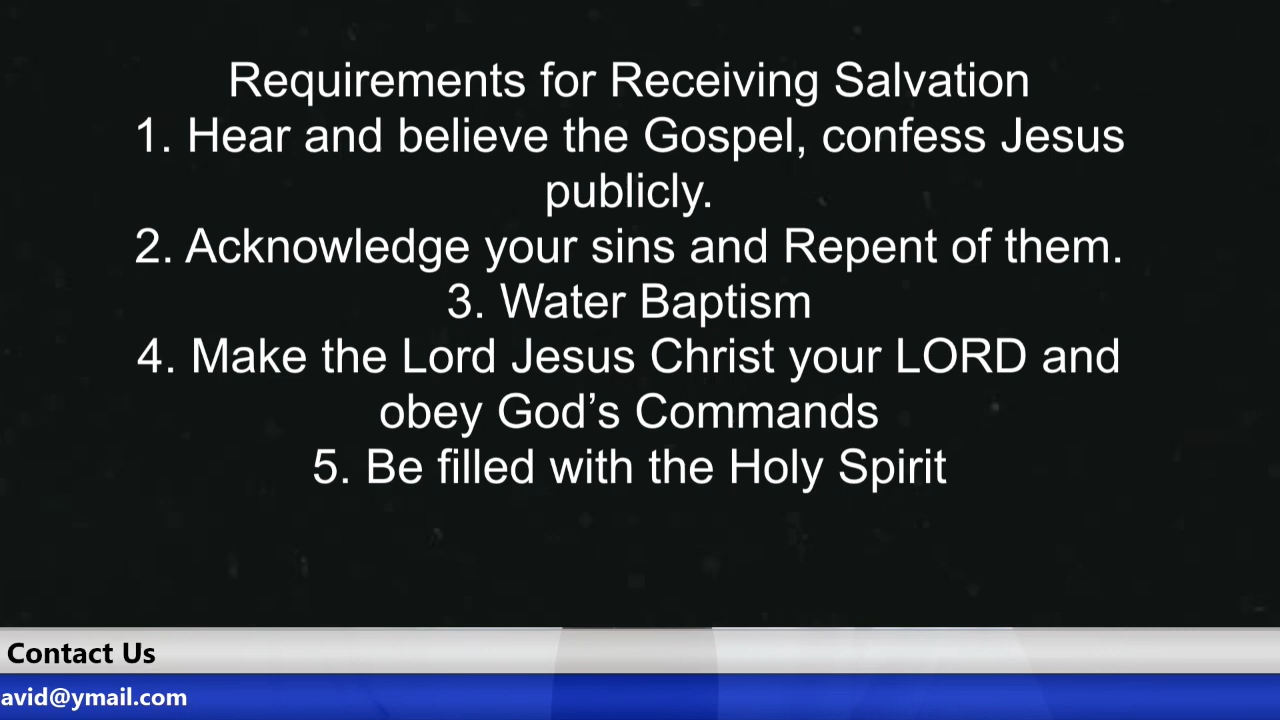 Requirements for Receiving Salvation
1. Hear and believe the Gospel, confess Jesus
publicly.
2. Acknowledge your sins and Repent of them.
3. Water Baptism
4. Make the Lord Jesus Christ your LORD and
obey God’s Commands
5. Be filled with the Holy Spirit
Contact Us
avid@ymail.com